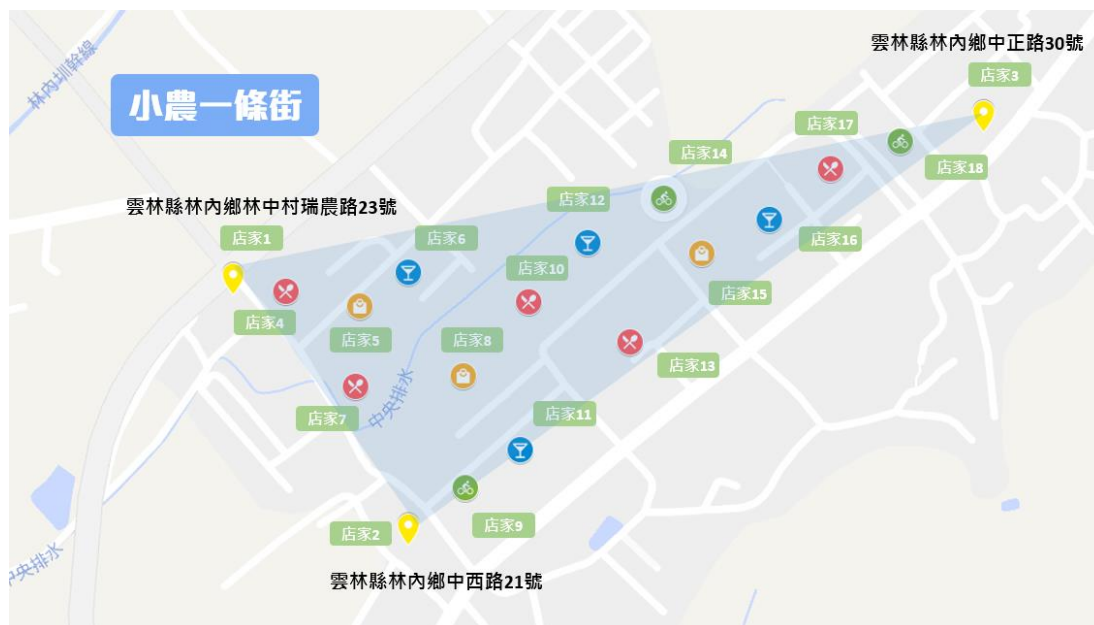 雲林縣林內鄉中正路30號
店家3
林內圳幹線
小農一條街
店家17
店家14
店家18
店家12
雲林縣林內鄉林中村瑞農路23號
店家1
店家6
店家16
店家10
店家15
店家4
店家5
店家8
店家13
中央排水
店家7
店家11
店家2
店家9
中央排水
雲林縣林內鄉中西路21號